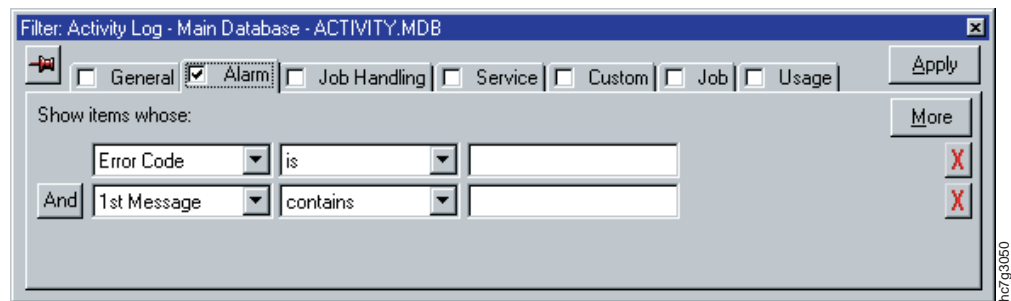 Filter: Activity Log - Main Database - ACTIVITY.MDB
General Alarm Job Handling Service Custom Job Usage Apply
Show items whose: More
Error Code is X
And 1st Message contains X
hc7g3050